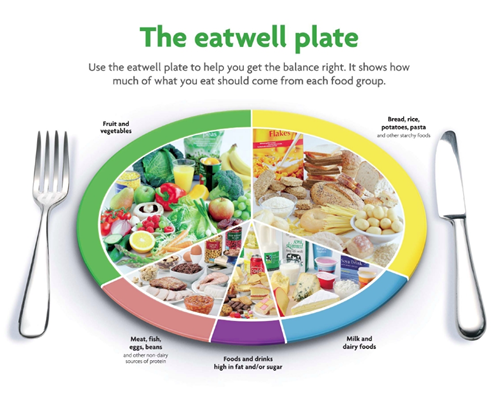 The eatwell plate
Use the eatwell plate to help you get the balance right. It shows how
much of what you eat should come from each food group.
Fruit and
vegetables
Bread, rice,
potatoes, pasta
and other starchy foods
Flakes
Meat, fish,
eggs, beans
and other non-dairy
sources of protein
Foods and drinks
high in fat and/or sugar
Milk and
dairy foods